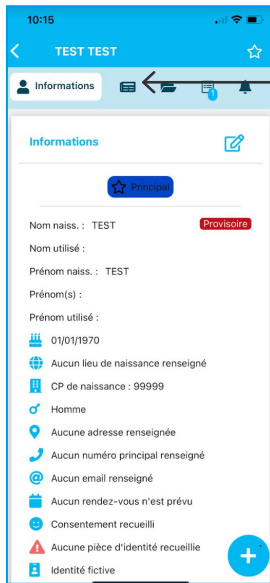 10:15
TEST TEST
Informations
1
Informations
Principal
Nom naiss. : TEST Provisoire
Nom utilisé :
Prénom naiss. : TEST
Prénom(s) :
Prénom utilisé :
01/01/1970
Aucun lieu de naissance renseigné
CP de naissance : 99999
Homme
Aucune adresse renseignée
Aucun numéro principal renseigné
Aucun email renseigné
Aucun rendez-vous n'est prévu
Consentement recueilli
Aucune pièce d'identité recueillie
Identité fictive